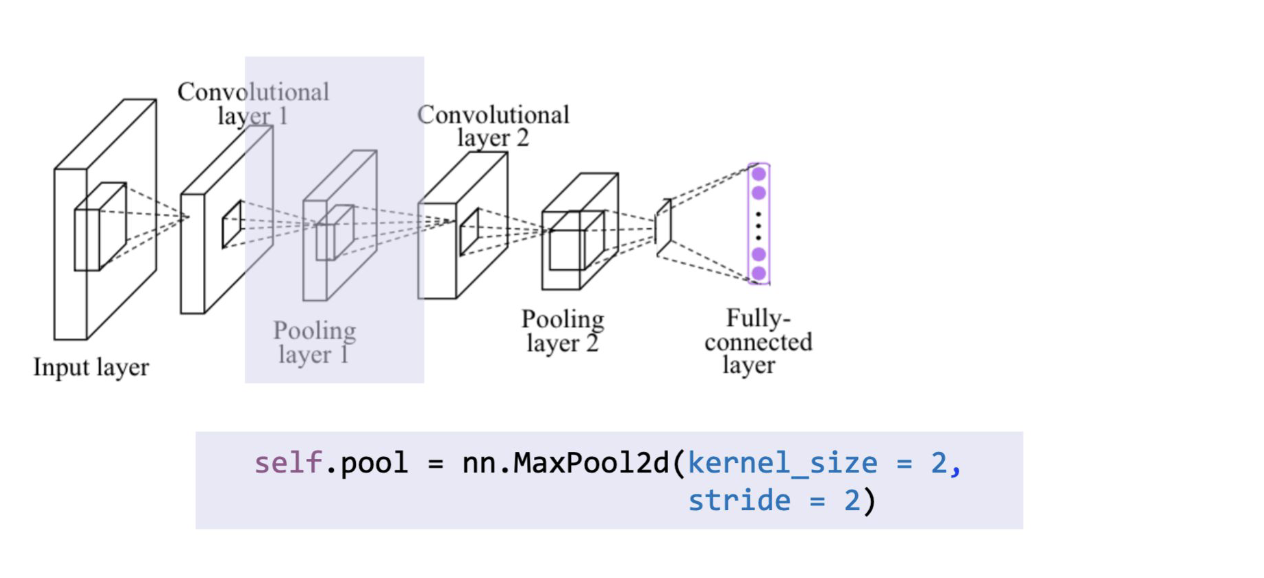 Convolutional
layer 1
Convolutional
layer 2
Pooling
layer 1
Pooling
layer 2
Fully-
connected
layer
Input layer
self.pool = nn.MaxPool2d(kernel_size = 2,
stride = 2)